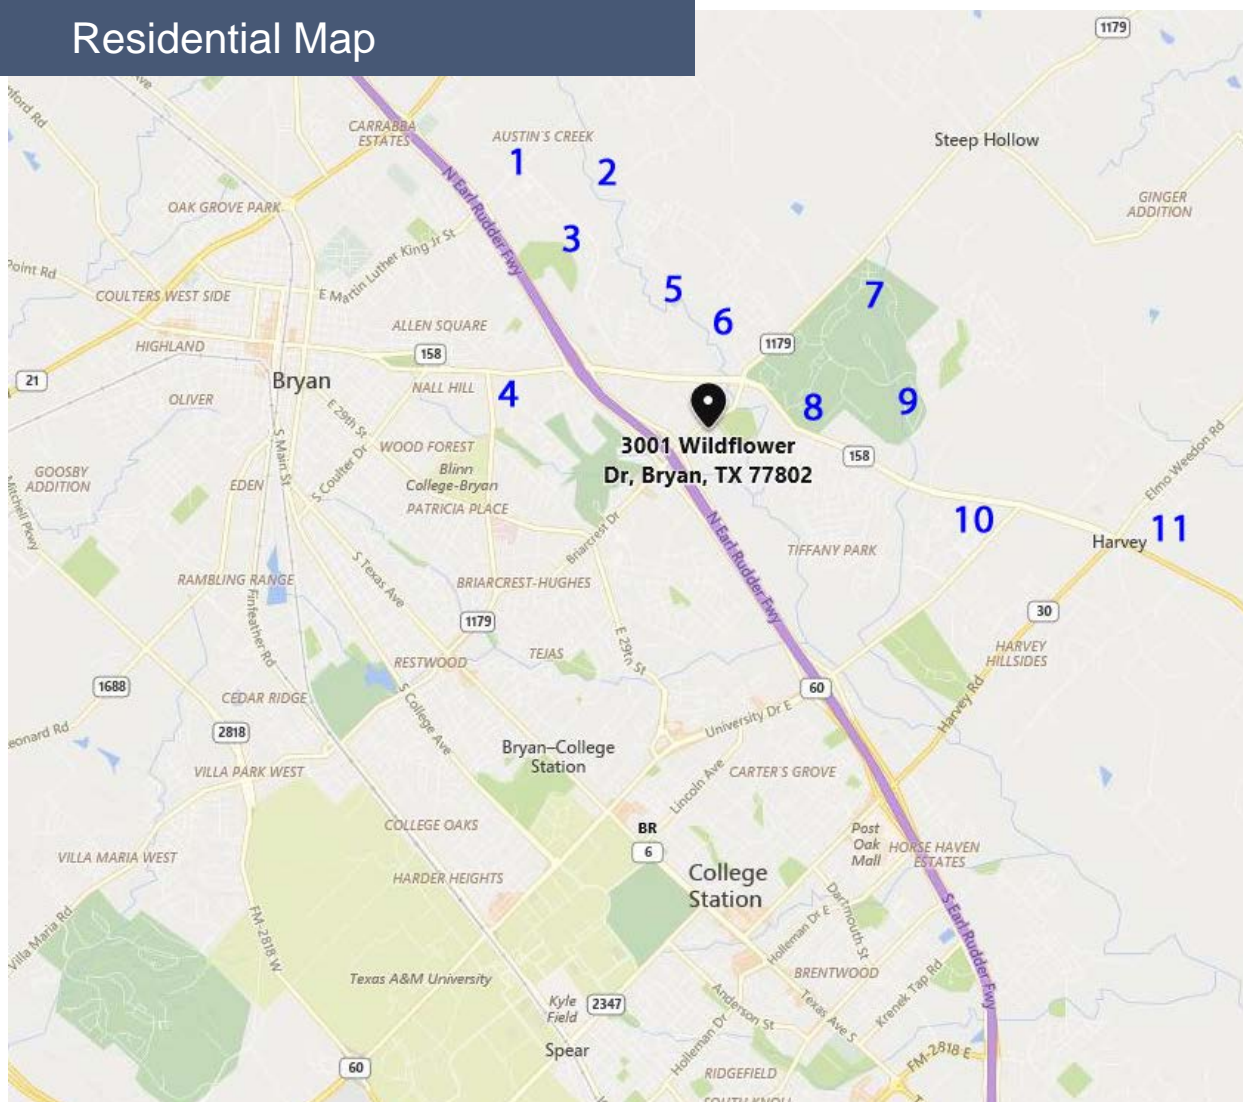 Residential Map
1179
Ave
CARRABBA
ESTATES
AUSTIN'S CREEK
1
2
Steep Hollow
N Earl Rudder Fwy
OAK GROVE PARK
GINGER
ADDITION
3
E Martin Luther King Jr St
Point Rd
COULTERS WEST SIDE
5
7
6
ALLEN SQUARE
HIGHLAND
158
1179
21
Bryan
NALL HILL
4
OLIVER
8
9
E 29th St
WOOD FOREST
3001 Wildflower
Dr, Bryan, TX 77802
158
S Main St
S Coulter Dr
Elmo Weedon Rd
GOOSBY
ADDITION
Blinn
College-Bryan
EDEN
Mitchell Pkwy
PATRICIA PLACE
10
11
Harvey
Briarcrest Dr
N Earl Rudder Fwy
TIFFANY PARK
S Texas Ave
RAMBLING RANGE
BRIARCREST-HUGHES
Finfeather Rd
1179
30
E 29th St
HARVEY
HILLSIDES
TEJAS
RESTWOOD
1688
60
CEDAR RIDGE
S College Ave
University Dr E
Harvey Rd
2818
Bryan–College
Station
VILLA PARK WEST
CARTER'S GROVE
Lincoln Ave
COLLEGE OAKS
BR
6
Post
Oak
Mall
HORSE HAVEN
ESTATES
VILLA MARIA WEST
HARDER HEIGHTS
College
Station
Dartmouth St
Villa Maria Rd
FM-2818 W
Holleman Dr E
S Earl Rudder Fwy
Texas A&M University
BRENTWOOD
Krenek Tap Rd
Kyle
Field
2347
Anderson St
Texas Ave S
Spear
Holleman Dr
FM-2818 E
60
RIDGEFIELD
SOUTH KNOLL